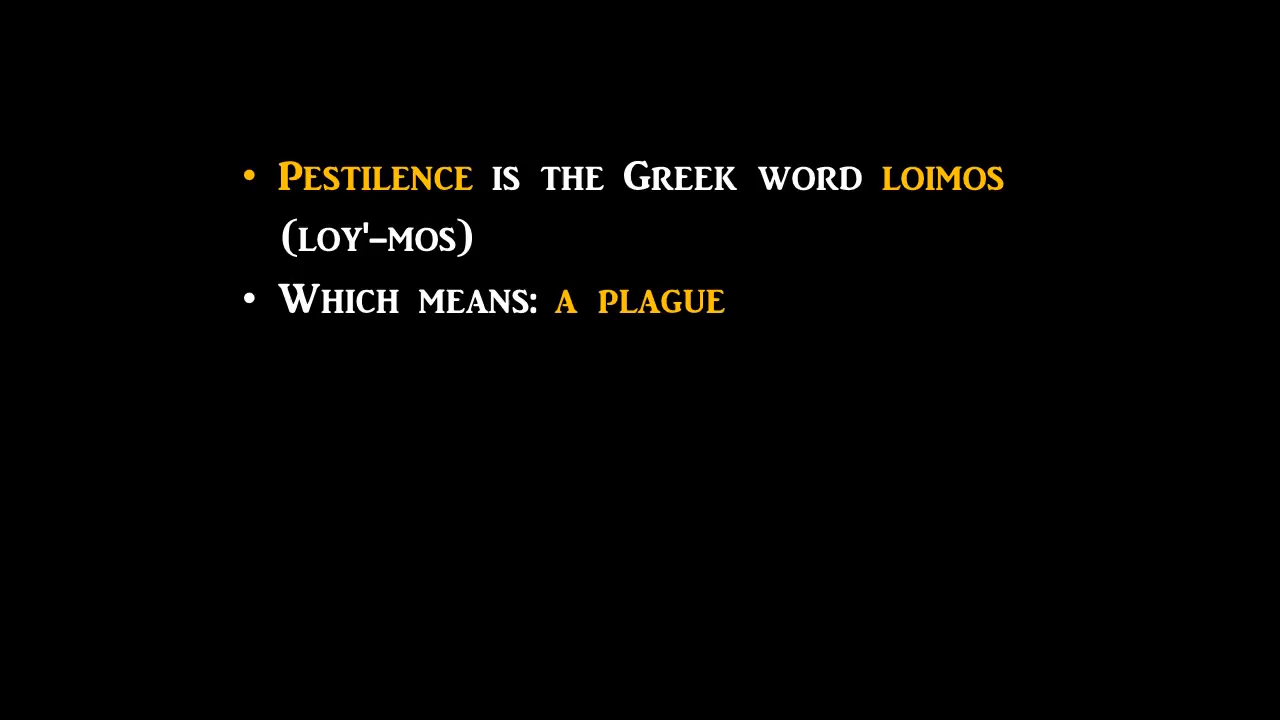 • Pestilence is the Greek word loimos
(loy'-mos)
• Which means: a plague